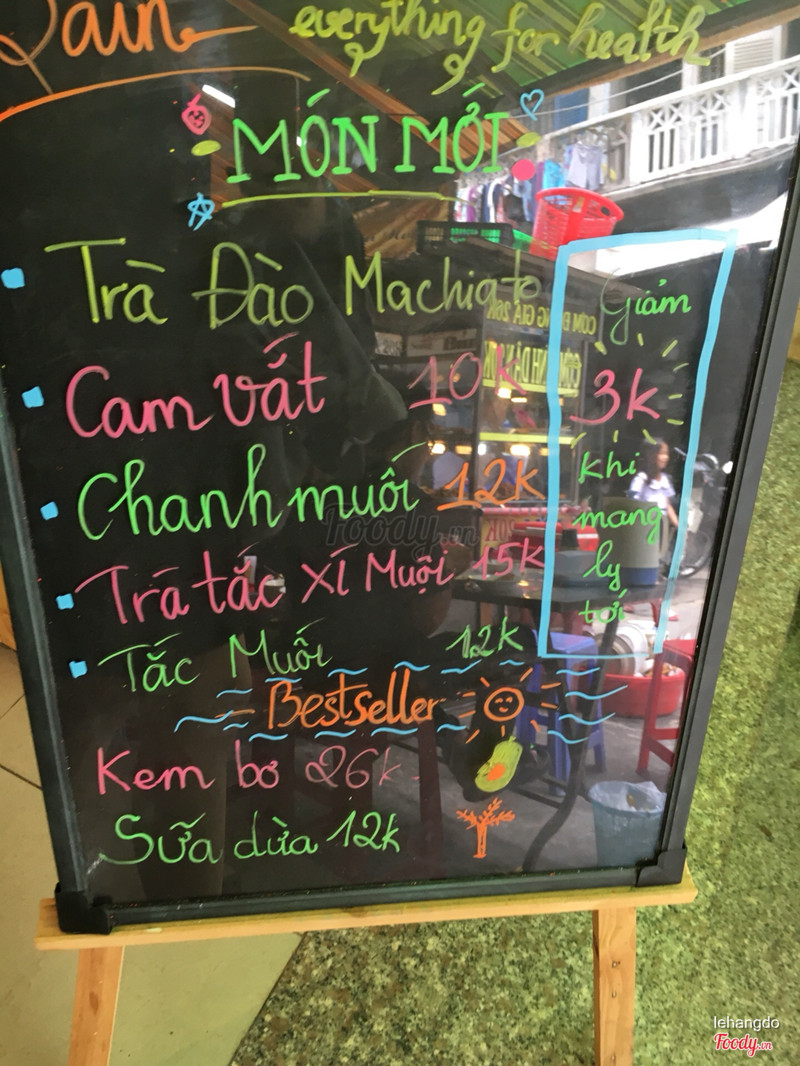 everything for health
MÓN MỚI
Trà Đào Machiato
Cam vắt 10k
Chanh muối 12k
Trà tắc xí Muội 15k
Tắc Muối 12k
Giảm
3k
khi
mang
ly
tới
Bestseller
Kem bơ 26k
Sữa dừa 12k
Foody.vn
lehangdo
Foody.vn